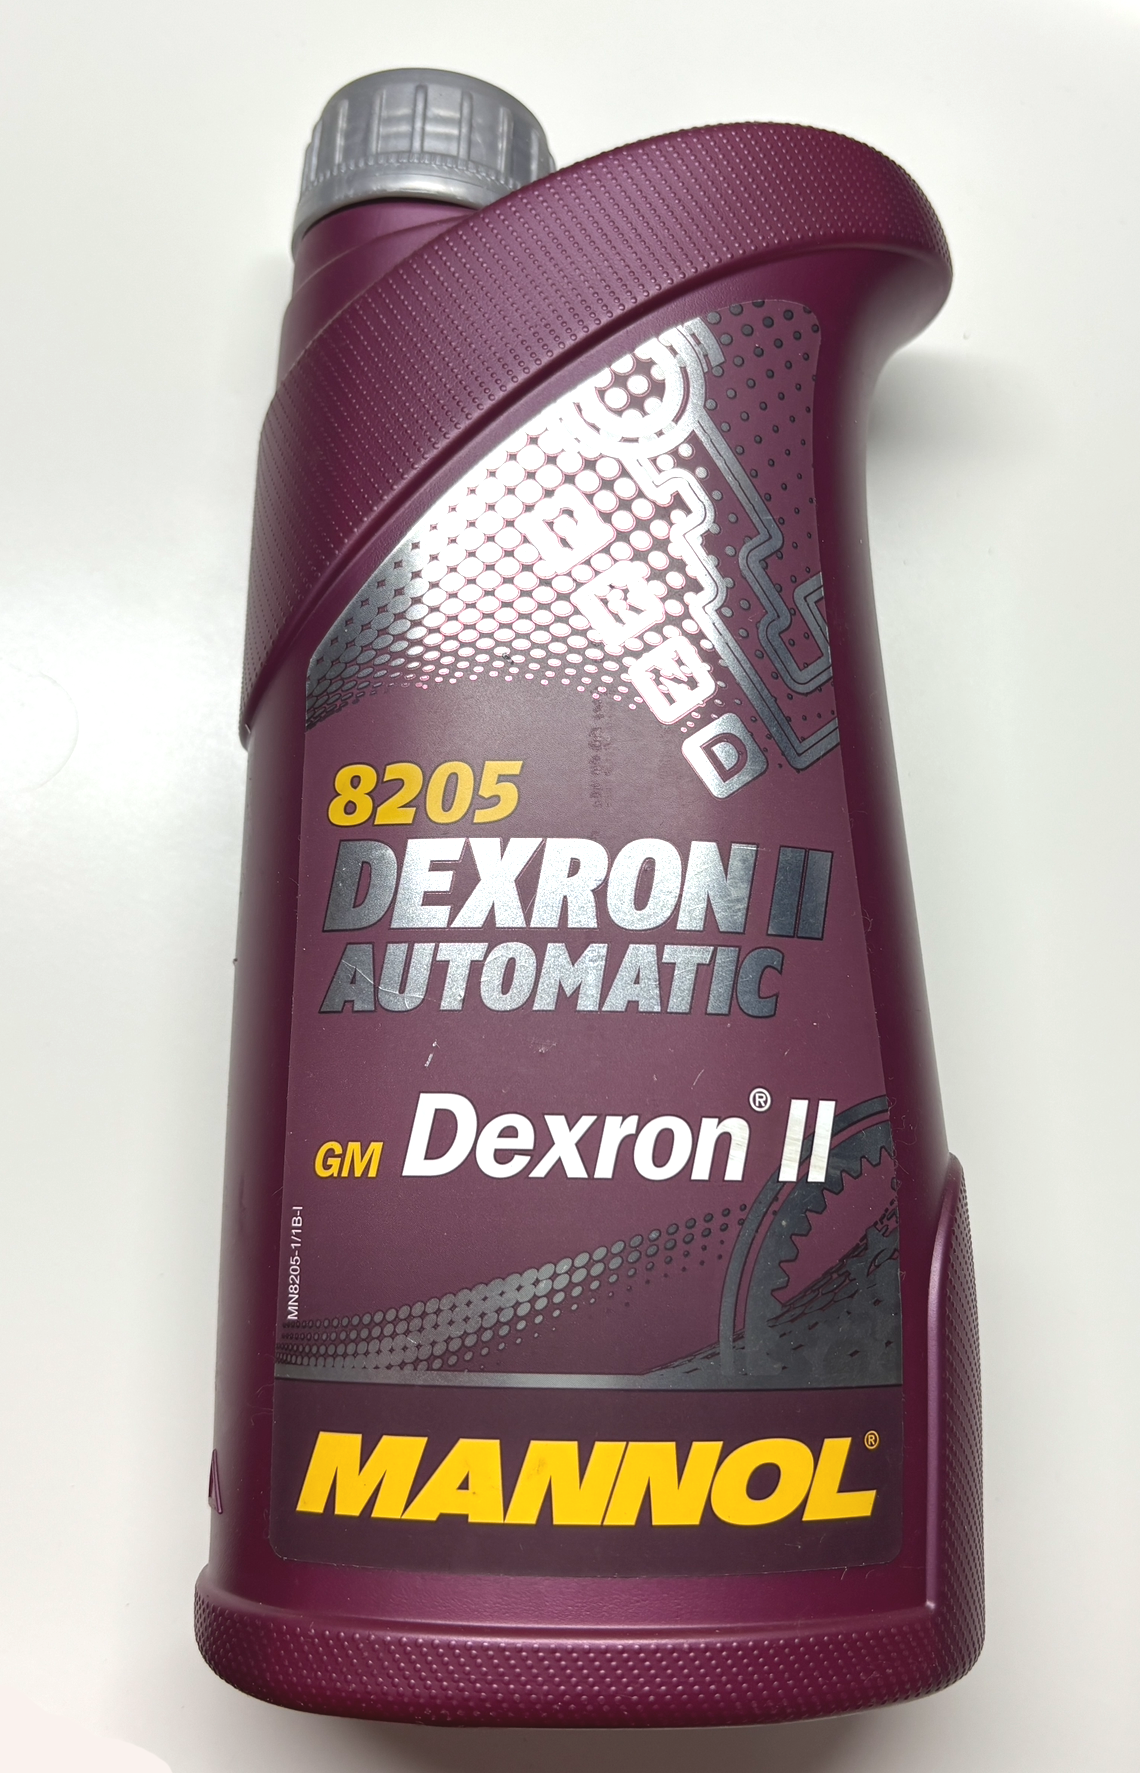 P
R
N
D
8205
DEXRON II
AUTOMATIC
GM Dexron® II
MN8205-1/1B-I
MANNOL®